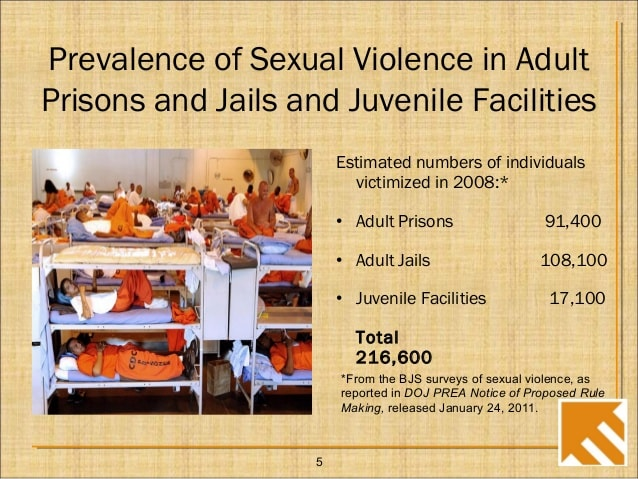 Prevalence of Sexual Violence in Adult
Prisons and Jails and Juvenile Facilities
Estimated numbers of individuals
victimized in 2008:*
• Adult Prisons 91,400
• Adult Jails 108,100
• Juvenile Facilities 17,100
Total
216,600
*From the BJS surveys of sexual violence, as
reported in DOJ PREA Notice of Proposed Rule
Making, released January 24, 2011.
5